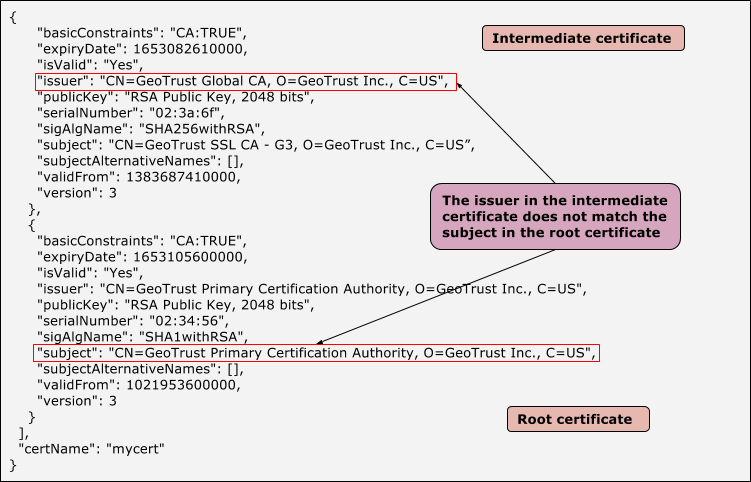 {
"basicConstraints": "CA:TRUE",
"expiryDate": 1653082610000,
"isValid": "Yes",
"issuer": "CN=GeoTrust Global CA, O=GeoTrust Inc., C=US",
"publicKey": "RSA Public Key, 2048 bits",
"serialNumber": "02:3a:6f",
"sigAlgName": "SHA256withRSA",
"subject": "CN=GeoTrust SSL CA - G3, O=GeoTrust Inc., C=US”,
"subjectAlternativeNames": [],
"validFrom": 1383687410000,
"version": 3
},
{
"basicConstraints": "CA:TRUE",
"expiryDate": 1653105600000,
"isValid": "Yes",
"issuer": "CN=GeoTrust Primary Certification Authority, O=GeoTrust Inc., C=US",
"publicKey": "RSA Public Key, 2048 bits",
"serialNumber": "02:34:56",
"sigAlgName": "SHA1withRSA",
"subject": "CN=GeoTrust Primary Certification Authority, O=GeoTrust Inc., C=US",
"subjectAlternativeNames": [],
"validFrom": 1021953600000,
"version": 3
}
],
"certName": "mycert"
}
Intermediate certificate
The issuer in the intermediate
certificate does not match the
subject in the root certificate
Root certificate